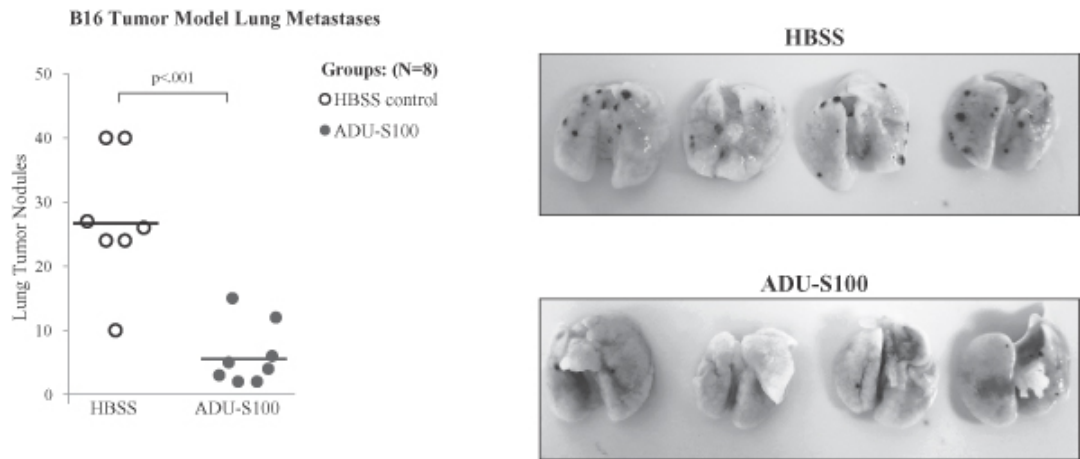 B16 Tumor Model Lung Metastases
Groups: (N=8)
HBSS control
ADU-S100
p<.001
50
40
30
20
10
0
Lung Tumor Nodules
HBSS
ADU-S100
HBSS
ADU-S100